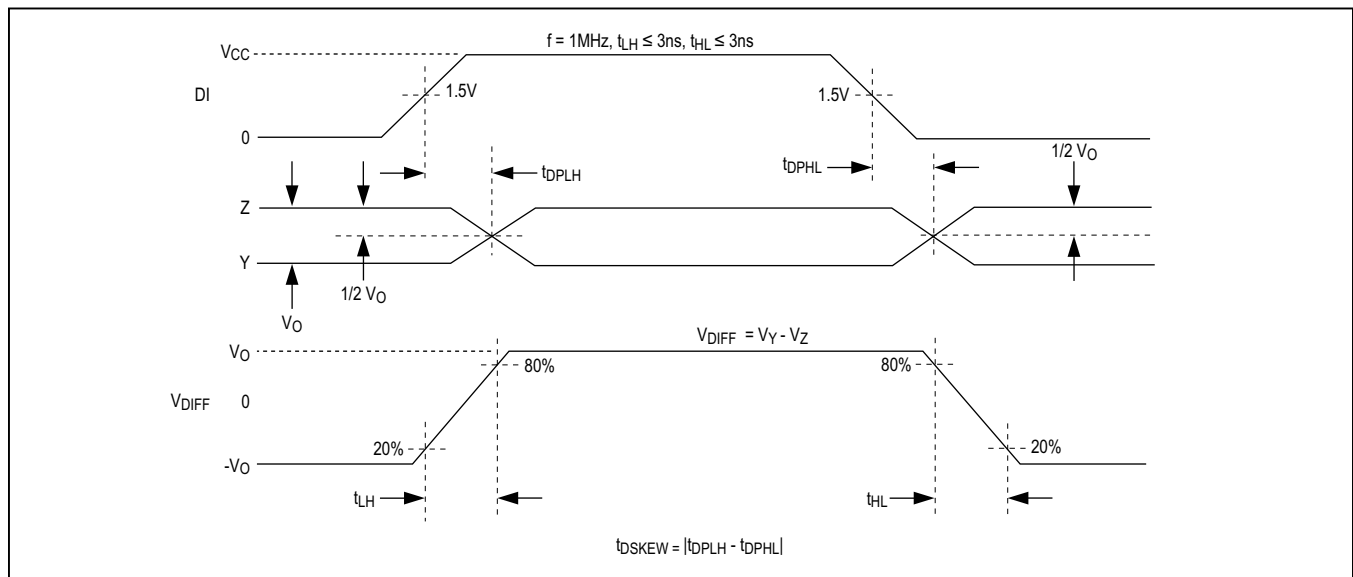 f = 1MHz, tLH ≤ 3ns, tHL ≤ 3ns
VCC
DI
1.5V
1.5V
0
1/2 VO
tDPLH
tDPHL
Z
Y
1/2 VO
VO
VDIFF = VY - VZ
VO
80%
80%
VDIFF 0
20%
20%
-VO
tLH
tHL
tDSKEW = |tDPLH - tDPHL|